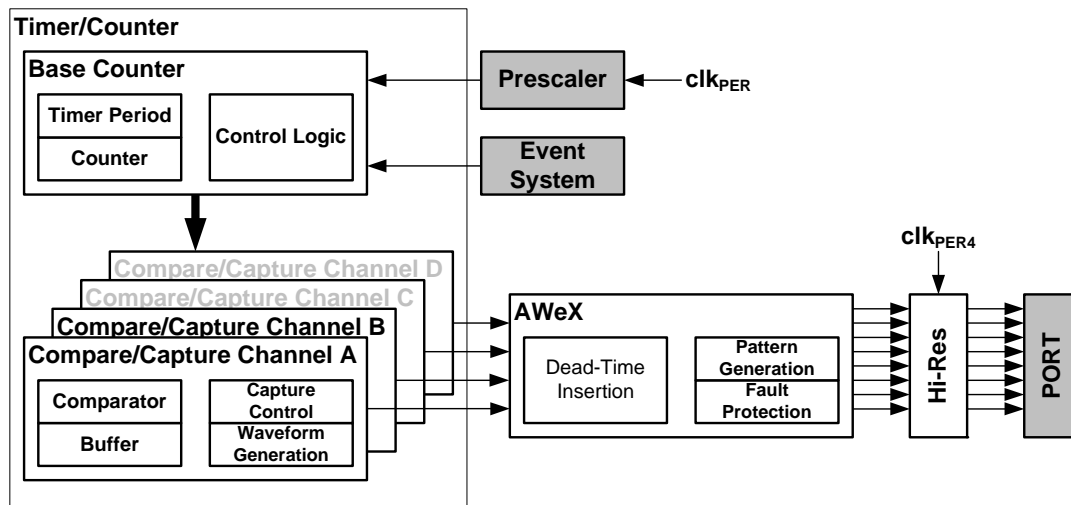 Timer/Counter
Base Counter
Timer Period
Counter
Control Logic
Prescaler
clkPER
Event
System
Compare/Capture Channel D
Compare/Capture Channel C
Compare/Capture Channel B
Compare/Capture Channel A
Comparator
Buffer
Capture
Control
Waveform
Generation
AWeX
Dead-Time
Insertion
Pattern
Generation
Fault
Protection
clkPER4
Hi-Res
PORT